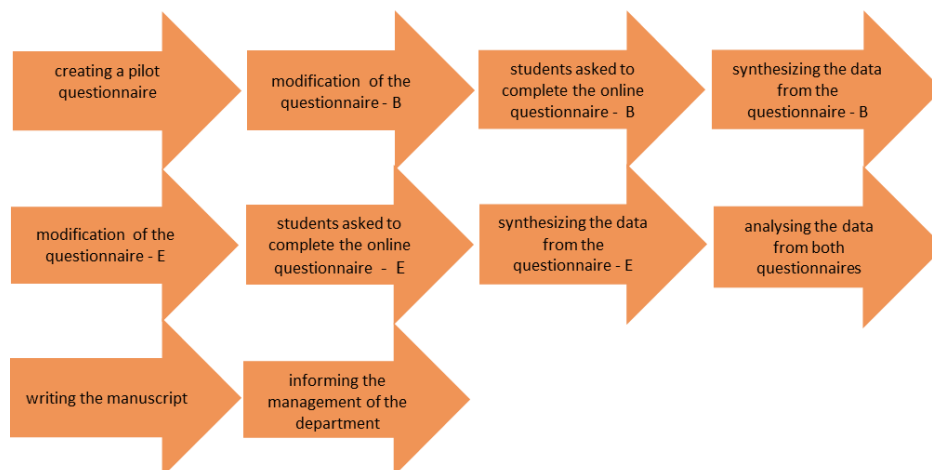 creating a pilot
questionnaire
modification of the
questionnaire - B
students asked to
complete the online
questionnaire - B
synthesizing the data
from the
questionnaire - B
modification of the
questionnaire - E
students asked to
complete the online
questionnaire - E
synthesizing the data
from the
questionnaire - E
analysing the data
from both
questionnaires
writing the manuscript
informing the
management of the
department